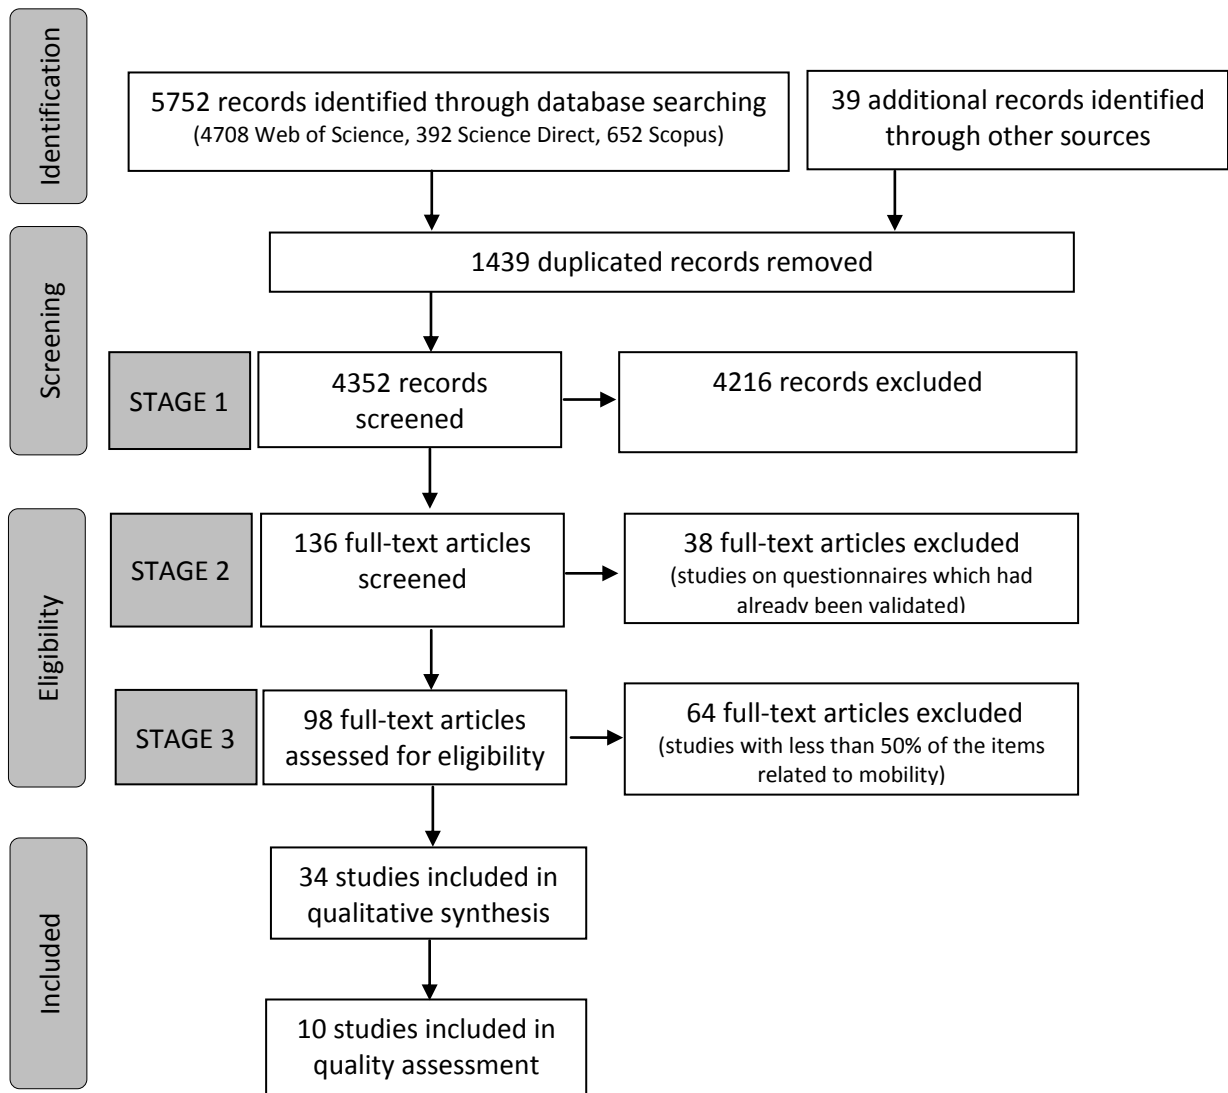 Identification
5752 records identified through database searching
(4708 Web of Science, 392 Science Direct, 652 Scopus)
39 additional records identified
through other sources
Screening
1439 duplicated records removed
STAGE 1
4352 records
screened
4216 records excluded
Eligibility
STAGE 2
136 full-text articles
screened
38 full-text articles excluded
(studies on questionnaires which had
already been validated)
STAGE 3
98 full-text articles
assessed for eligibility
64 full-text articles excluded
(studies with less than 50% of the items
related to mobility)
Included
34 studies included in
qualitative synthesis
10 studies included in
quality assessment